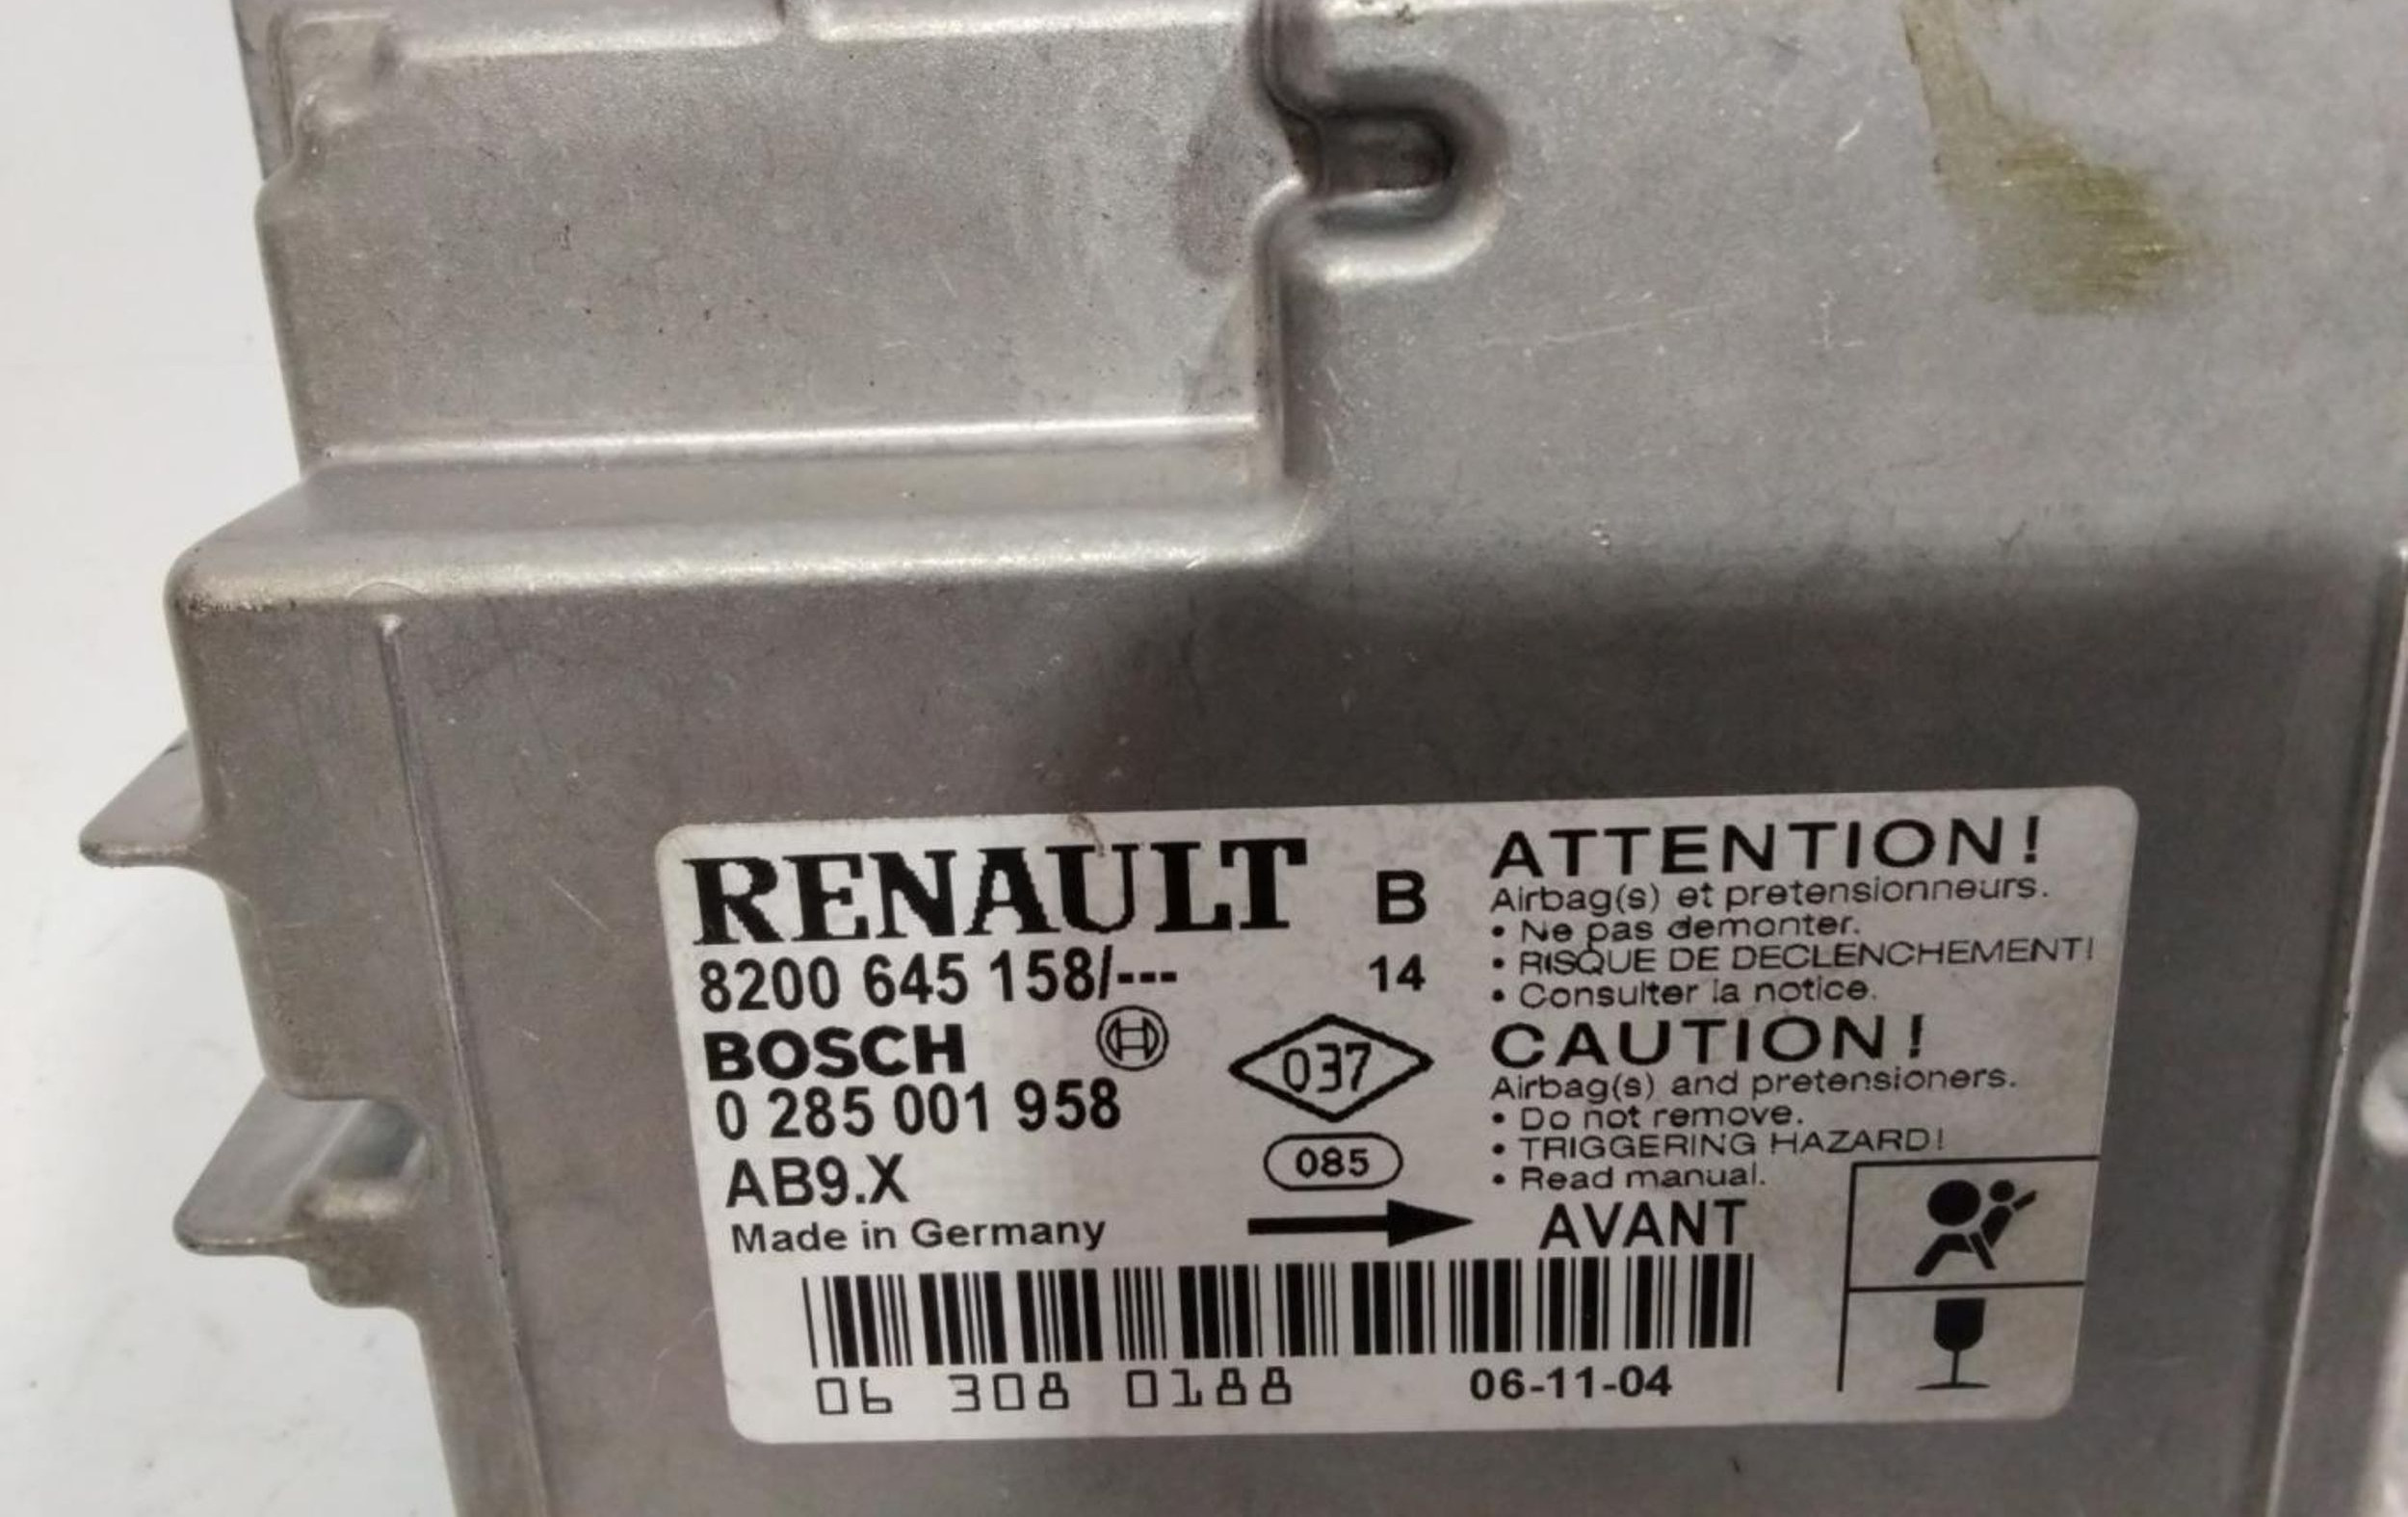 RENAULT B
8200 645 158/--- 14
BOSCH
037
0 285 001 958
085
AB9.X
Made in Germany
ATTENTION!
Airbag(s) et pretensionneurs.
• Ne pas demonter.
• RISQUE DE DECLENCHEMENT!
• Consulter la notice.
CAUTION!
Airbag(s) and pretensioners.
• Do not remove.
• TRIGGERING HAZARD!
• Read manual.
AVANT
06 308 0188 06-11-04